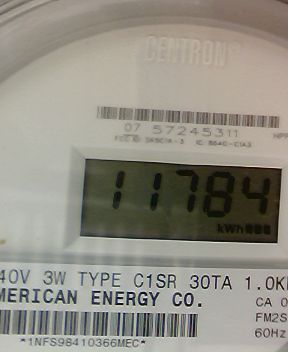 CENTRON®
07 57245311
11784
kWh
40V 3W TYPE C1SR 30TA 1.0K
MERICAN ENERGY CO.
CA 0
FM2S
60Hz
*1NFS98410366MEC*